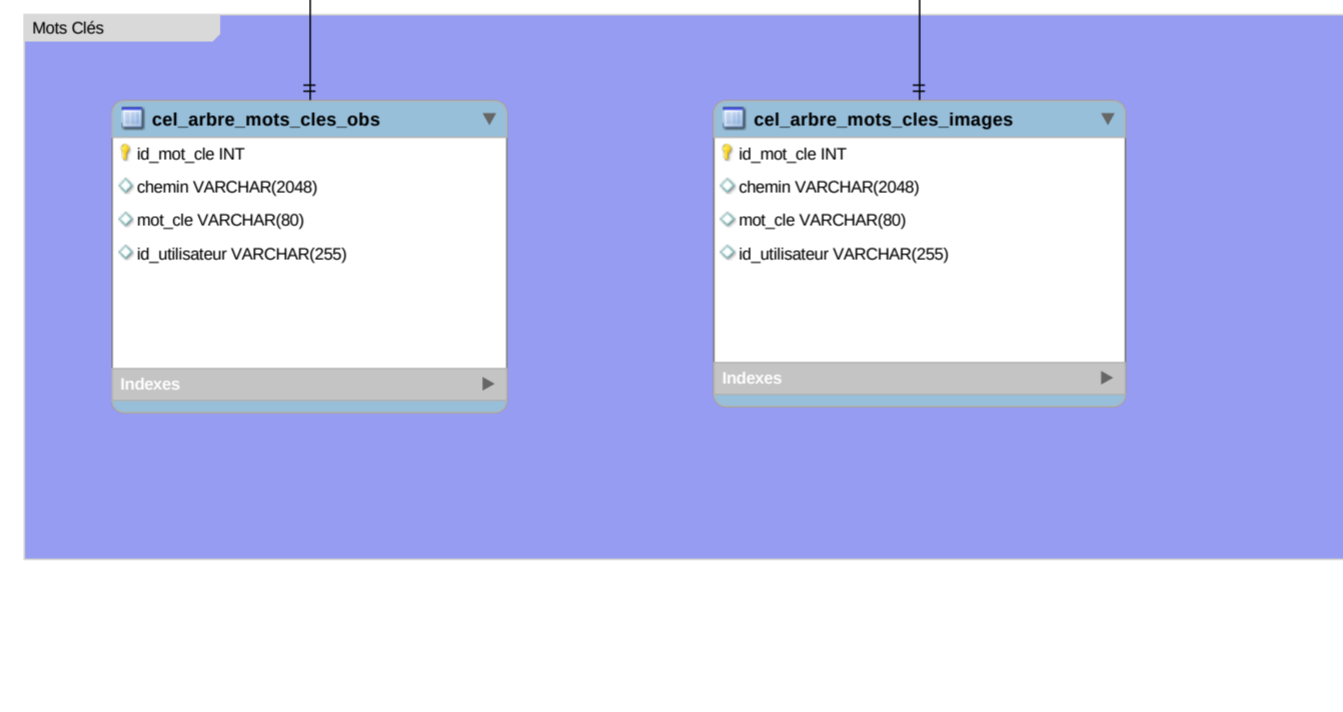 Mots Clés
cel_arbre_mots_cles_obs
id_mot_cle INT
chemin VARCHAR(2048)
mot_cle VARCHAR(80)
id_utilisateur VARCHAR(255)
Indexes
cel_arbre_mots_cles_images
id_mot_cle INT
chemin VARCHAR(2048)
mot_cle VARCHAR(80)
id_utilisateur VARCHAR(255)
Indexes